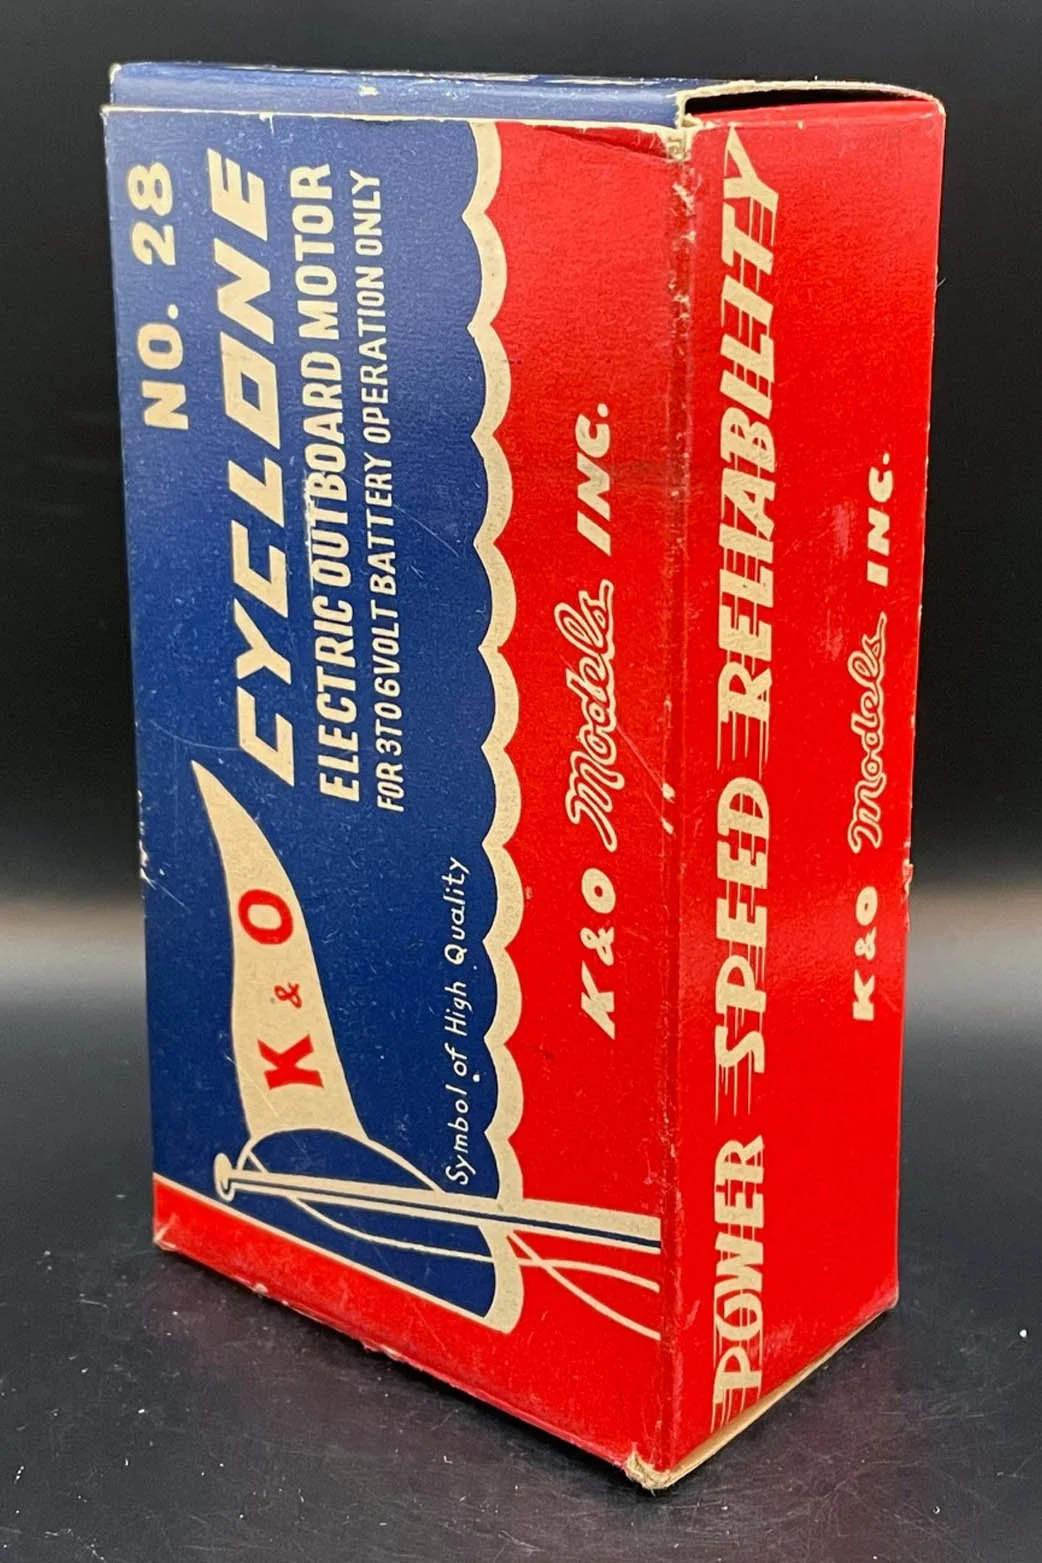 NO. 28
CYCLONE
ELECTRIC OUTBOARD MOTOR
FOR 3 TO 6 VOLT BATTERY OPERATION ONLY
K & O
Symbol of High Quality
K & O Models INC.
POWER SPEED RELIABILITY
K & O Models INC.